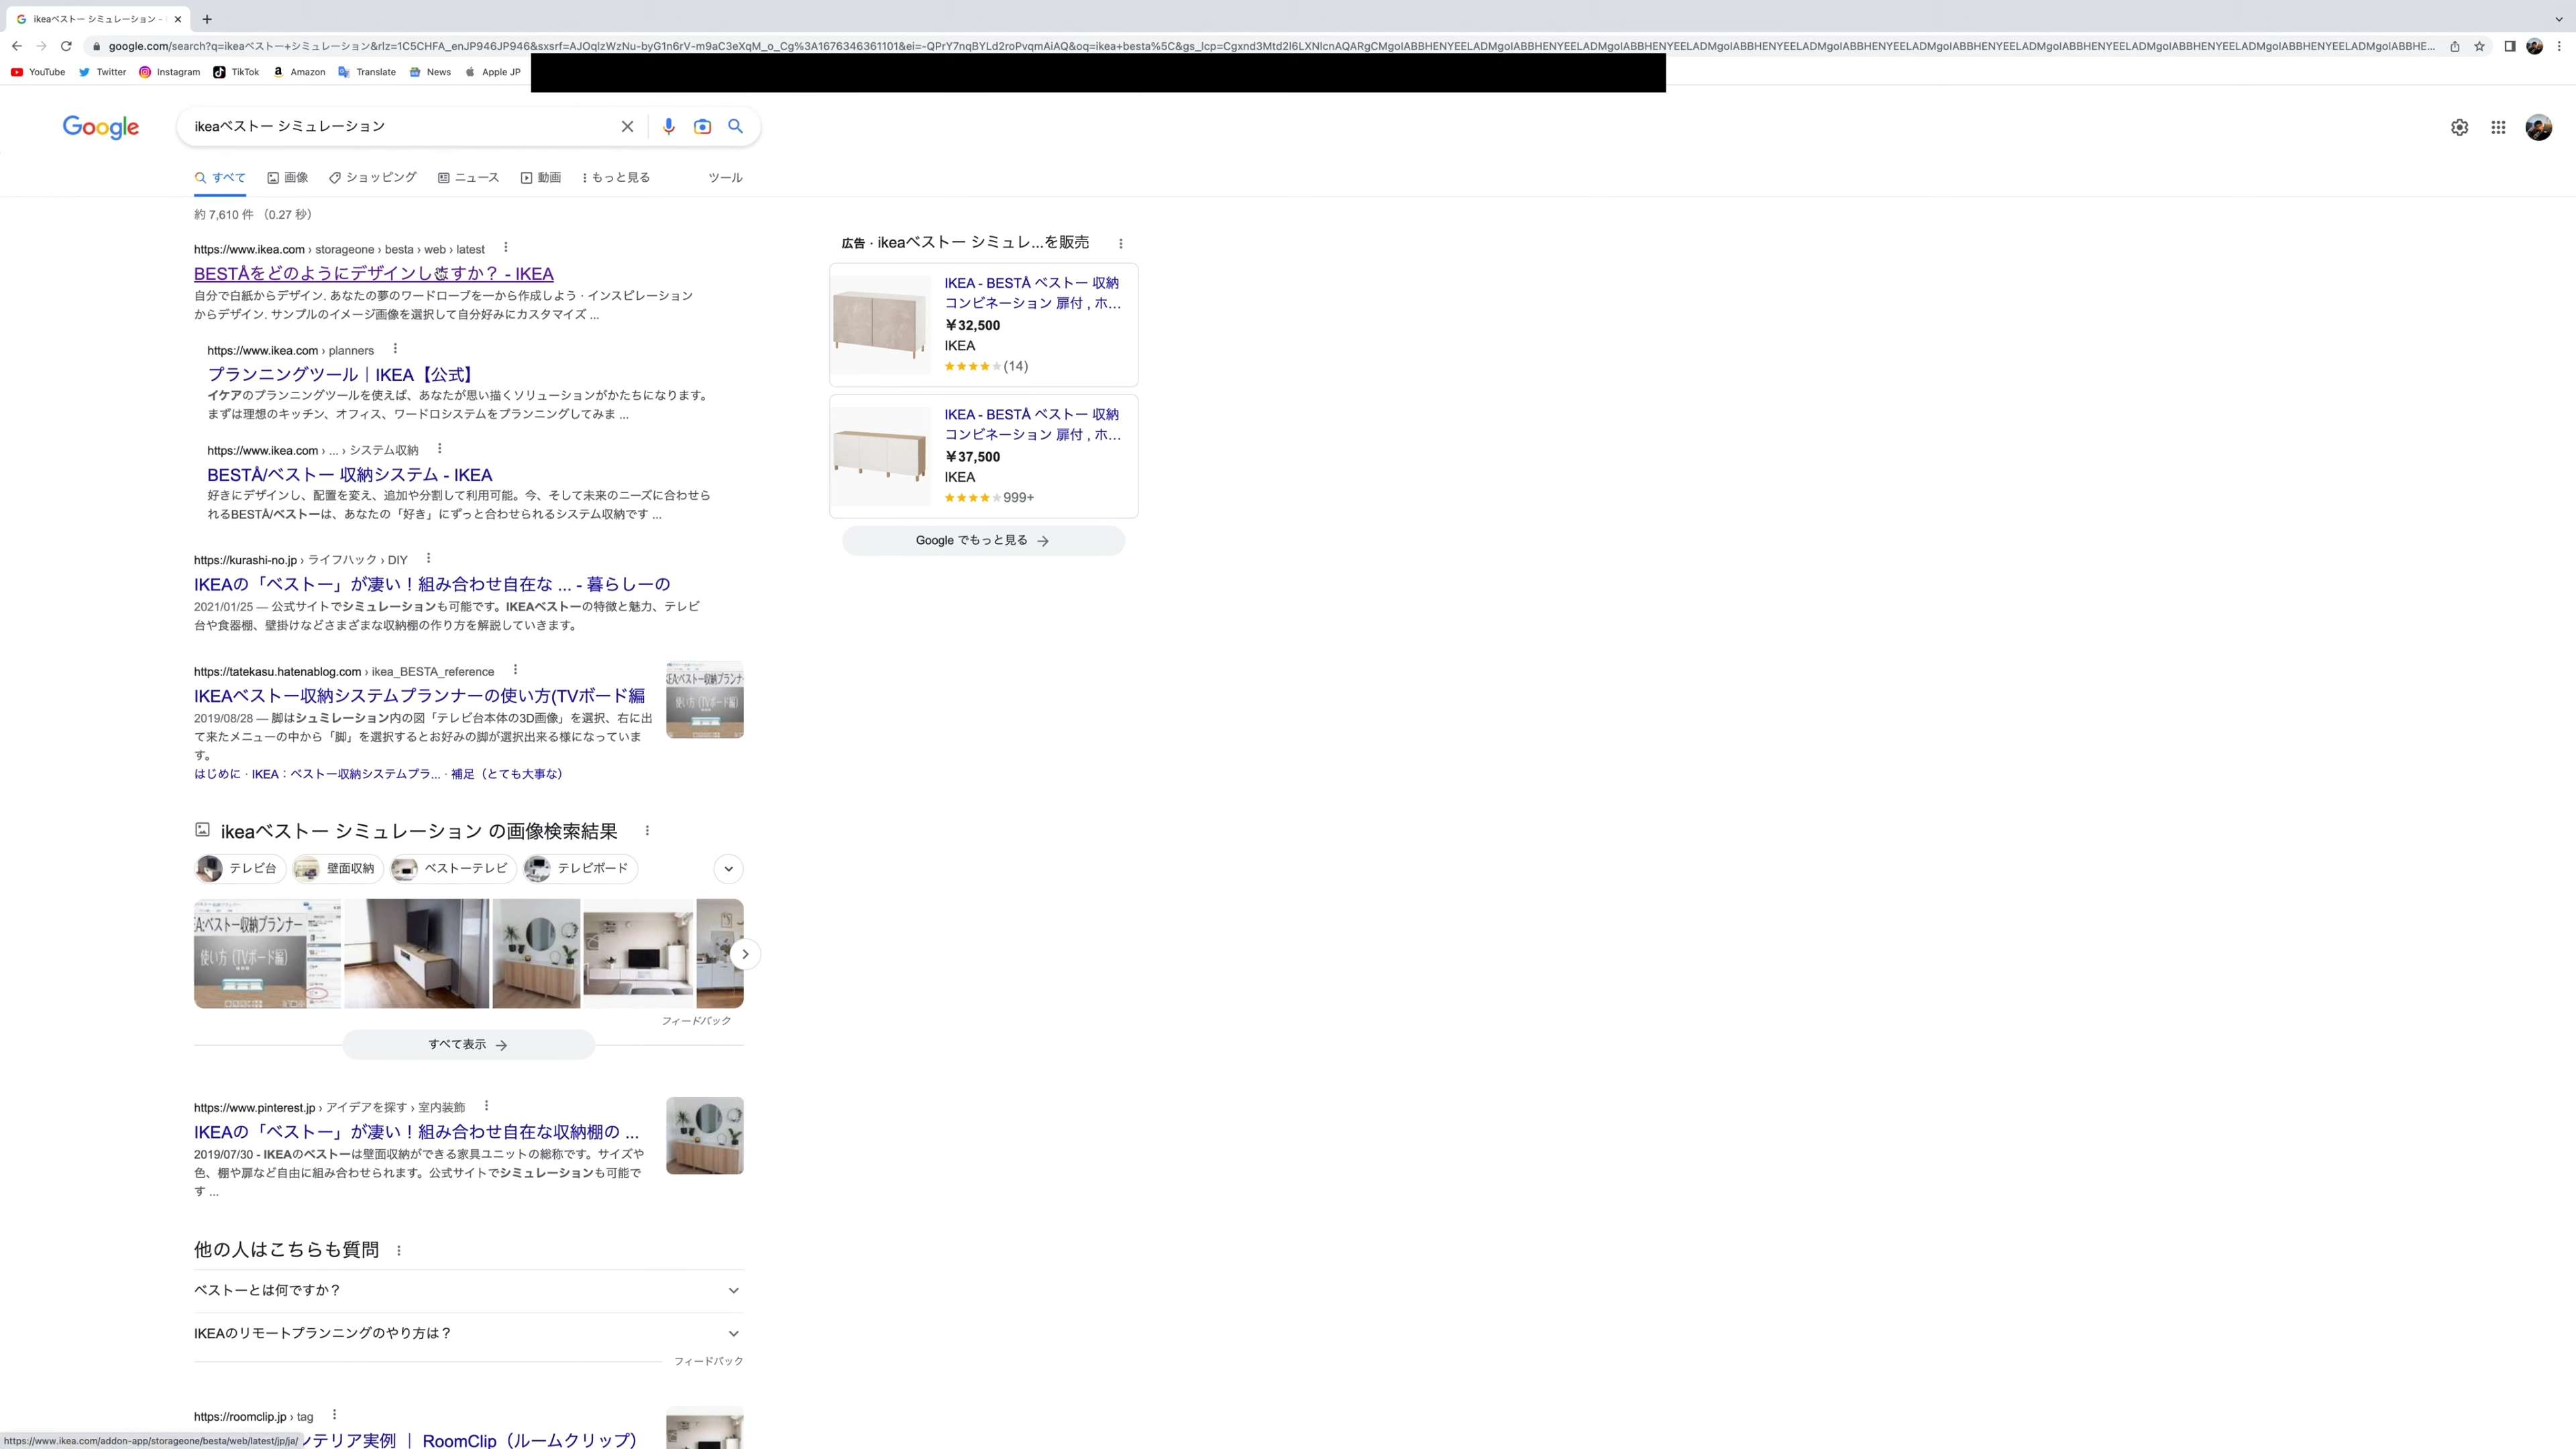 ikeaベストー シミュレーション -
google.com/search?q=ikeaベストー+シミュレーション&rlz=1C5CHFA_enJP946JP946&sxsrf=
YouTube Twitter Instagram TikTok Amazon Translate News Apple JP
Google
ikeaベストー シミュレーション
すべて 画像 ショッピング ニュース 動画 もっと見る ツール
約 7,610 件 （0.27 秒）
https://www.ikea.com › storageone › besta › web › latest
BESTÅをどのようにデザインしますか？ - IKEA
自分で白紙からデザイン. あなたの夢のワードローブを一から作成しよう · インスピレーション
からデザイン. サンプルのイメージ画像を選択して自分好みにカスタマイズ ...
https://www.ikea.com › planners
プランニングツール｜IKEA【公式】
イケアのプランニングツールを使えば、あなたが思い描くソリューションがかたちになります。
まずは理想のキッチン、オフィス、ワードロシステムをプランニングしてみま ...
https://www.ikea.com › ... › システム収納
BESTÅ/ベストー 収納システム - IKEA
好きにデザインし、配置を変え、追加や分割して利用可能。今、そして未来のニーズに合わせら
れるBESTÅ/ベストーは、あなたの「好き」にずっと合わせられるシステム収納です ...
https://kurashi-no.jp › ライフハック › DIY
IKEAの「ベストー」が凄い！組み合わせ自在な ... - 暮らしーの
2021/01/25 — 公式サイトでシミュレーションも可能です。IKEAベストーの特徴と魅力、テレビ
台や食器棚、壁掛けなどさまざまな収納棚の作り方を解説していきます。
https://tatekasu.hatenablog.com › ikea_BESTA_reference
IKEAベストー収納システムプランナーの使い方(TVボード編
2019/08/28 — 脚はシュミレーション内の図「テレビ台本体の3D画像」を選択、右に出
て来たメニューの中から「脚」を選択するとお好みの脚が選択出来る様になっていま
す。
はじめに · IKEA：ベストー収納システムプラ... · 補足（とても大事な）
EA:ベストー収納プランナー
使い方（TVボード編）
ikeaベストー シミュレーション の画像検索結果
テレビ台 壁面収納 ベストーテレビ テレビボード
A:ベストー収納プランナー
使い方（TVボード編）
フィードバック
すべて表示
https://www.pinterest.jp › アイデアを探す › 室内装飾
IKEAの「ベストー」が凄い！組み合わせ自在な収納棚の ...
2019/07/30 - IKEAのベストーは壁面収納ができる家具ユニットの総称です。サイズや
色、棚や扉など自由に組み合わせられます。公式サイトでシミュレーションも可能で
す ...
他の人はこちらも質問
ベストーとは何ですか？
IKEAのリモートプランニングのやり方は？
フィードバック
https://roomclip.jp › tag
ンテリア実例 ｜ RoomClip（ルームクリップ）
https://www.ikea.com/addon-app/storageone/besta/web/latest/jp/ja/
広告 · ikeaベストー シミュレ...を販売
IKEA - BESTÅ ベストー 収納
コンビネーション 扉付 , ホ...
￥32,500
IKEA
(14)
IKEA - BESTÅ ベストー 収納
コンビネーション 扉付 , ホ...
￥37,500
IKEA
999+
Google でもっと見る